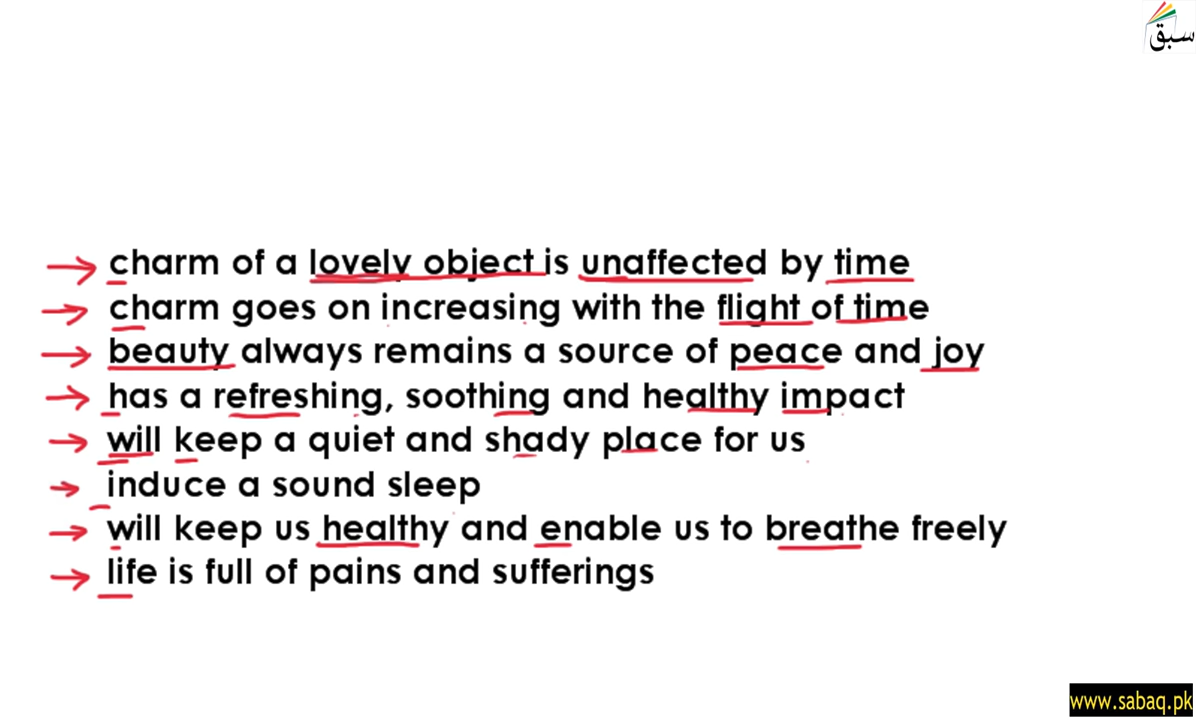 سبق
charm of a lovely object is unaffected by time
charm goes on increasing with the flight of time
beauty always remains a source of peace and joy
has a refreshing, soothing and healthy impact
will keep a quiet and shady place for us
induce a sound sleep
will keep us healthy and enable us to breathe freely
life is full of pains and sufferings
www.sabaq.pk